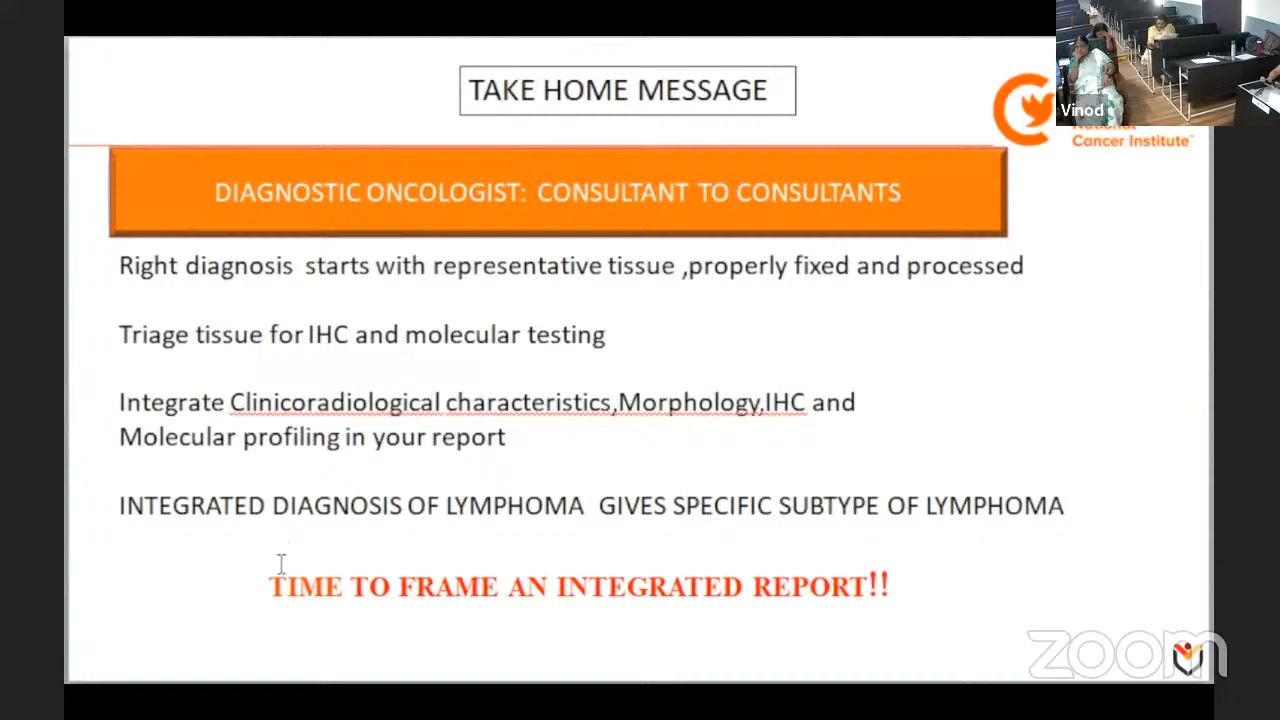 TAKE HOME MESSAGE
Vinod
National
Cancer Institute™
DIAGNOSTIC ONCOLOGIST: CONSULTANT TO CONSULTANTS
Right diagnosis starts with representative tissue ,properly fixed and processed
Triage tissue for IHC and molecular testing
Integrate Clinicoradiological characteristics,Morphology,IHC and
Molecular profiling in your report
INTEGRATED DIAGNOSIS OF LYMPHOMA GIVES SPECIFIC SUBTYPE OF LYMPHOMA
TIME TO FRAME AN INTEGRATED REPORT!!
zoom